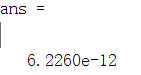 ans =
6.2260e-12